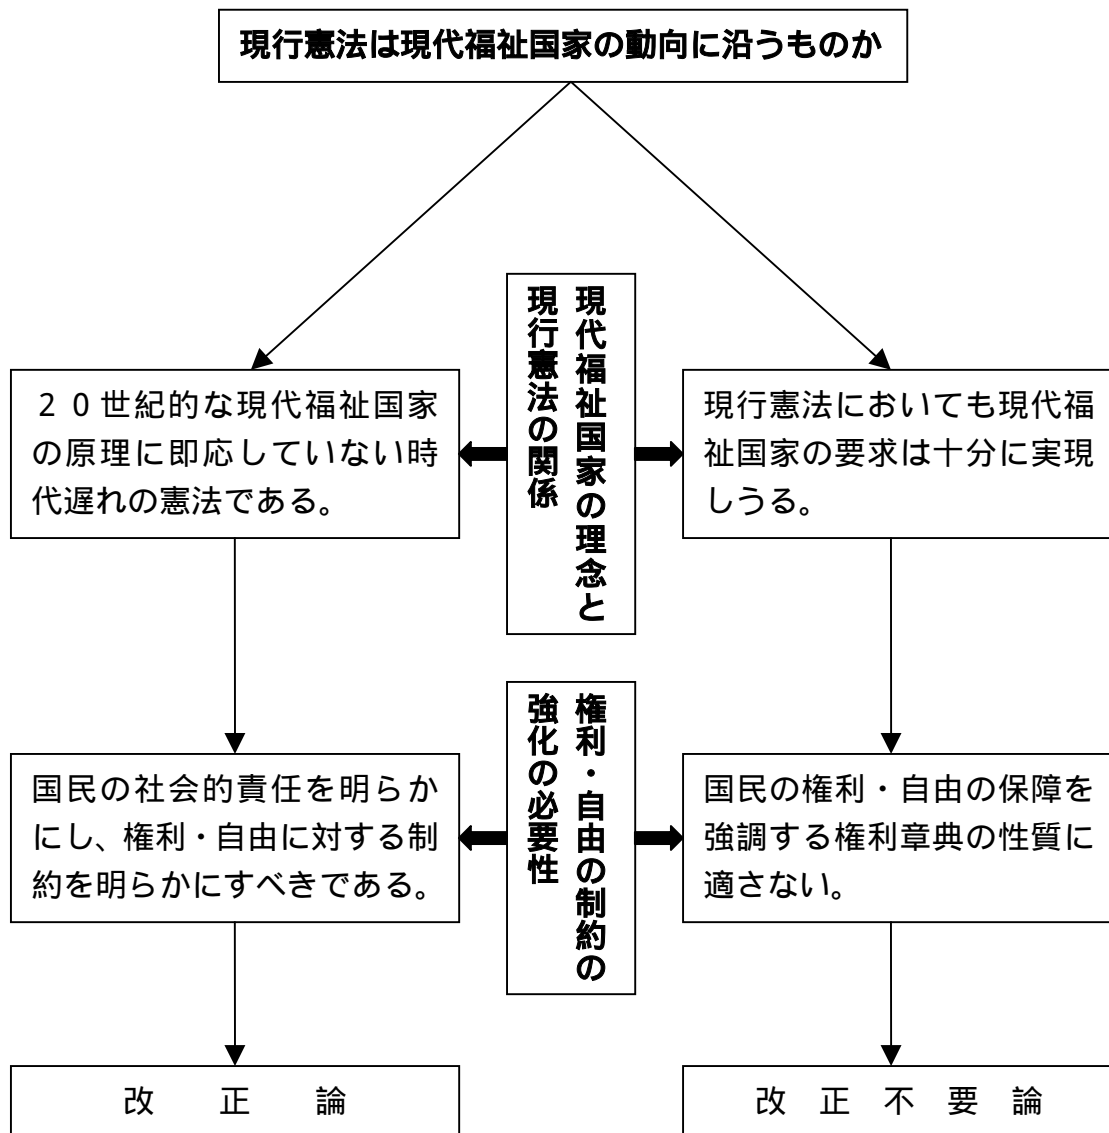 現行憲法は現代福祉国家の動向に沿うものか
現代福祉国家の理念と
現行憲法の関係
２０世紀的な現代福祉国家
の原理に即応していない時
代遅れの憲法である。
現行憲法においても現代福
祉国家の要求は十分に実現
しうる。
権利・自由の制約の
強化の必要性
国民の社会的責任を明らか
にし、権利・自由に対する制
約を明らかにすべきである。
国民の権利・自由の保障を
強調する権利章典の性質に
適さない。
改　正　論
改　正　不　要　論